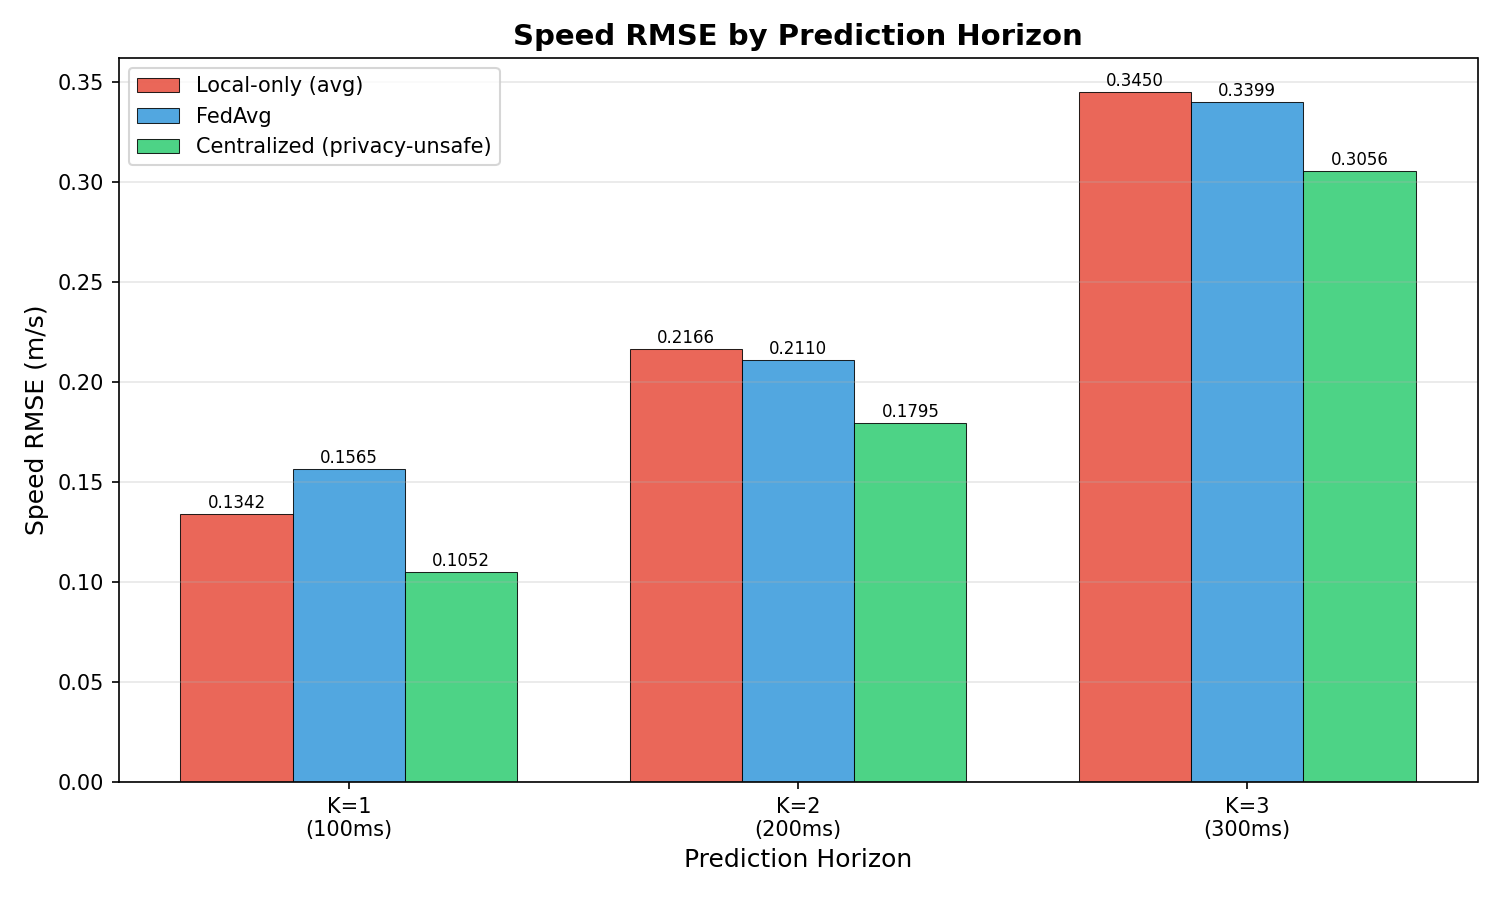 Speed RMSE by Prediction Horizon
Local-only (avg)
FedAvg
Centralized (privacy-unsafe)
Speed RMSE (m/s)
0.35
0.30
0.25
0.20
0.15
0.10
0.05
0.00
0.1342
0.1565
0.1052
0.2166
0.2110
0.1795
0.3450
0.3399
0.3056
K=1
(100ms)
K=2
(200ms)
K=3
(300ms)
Prediction Horizon